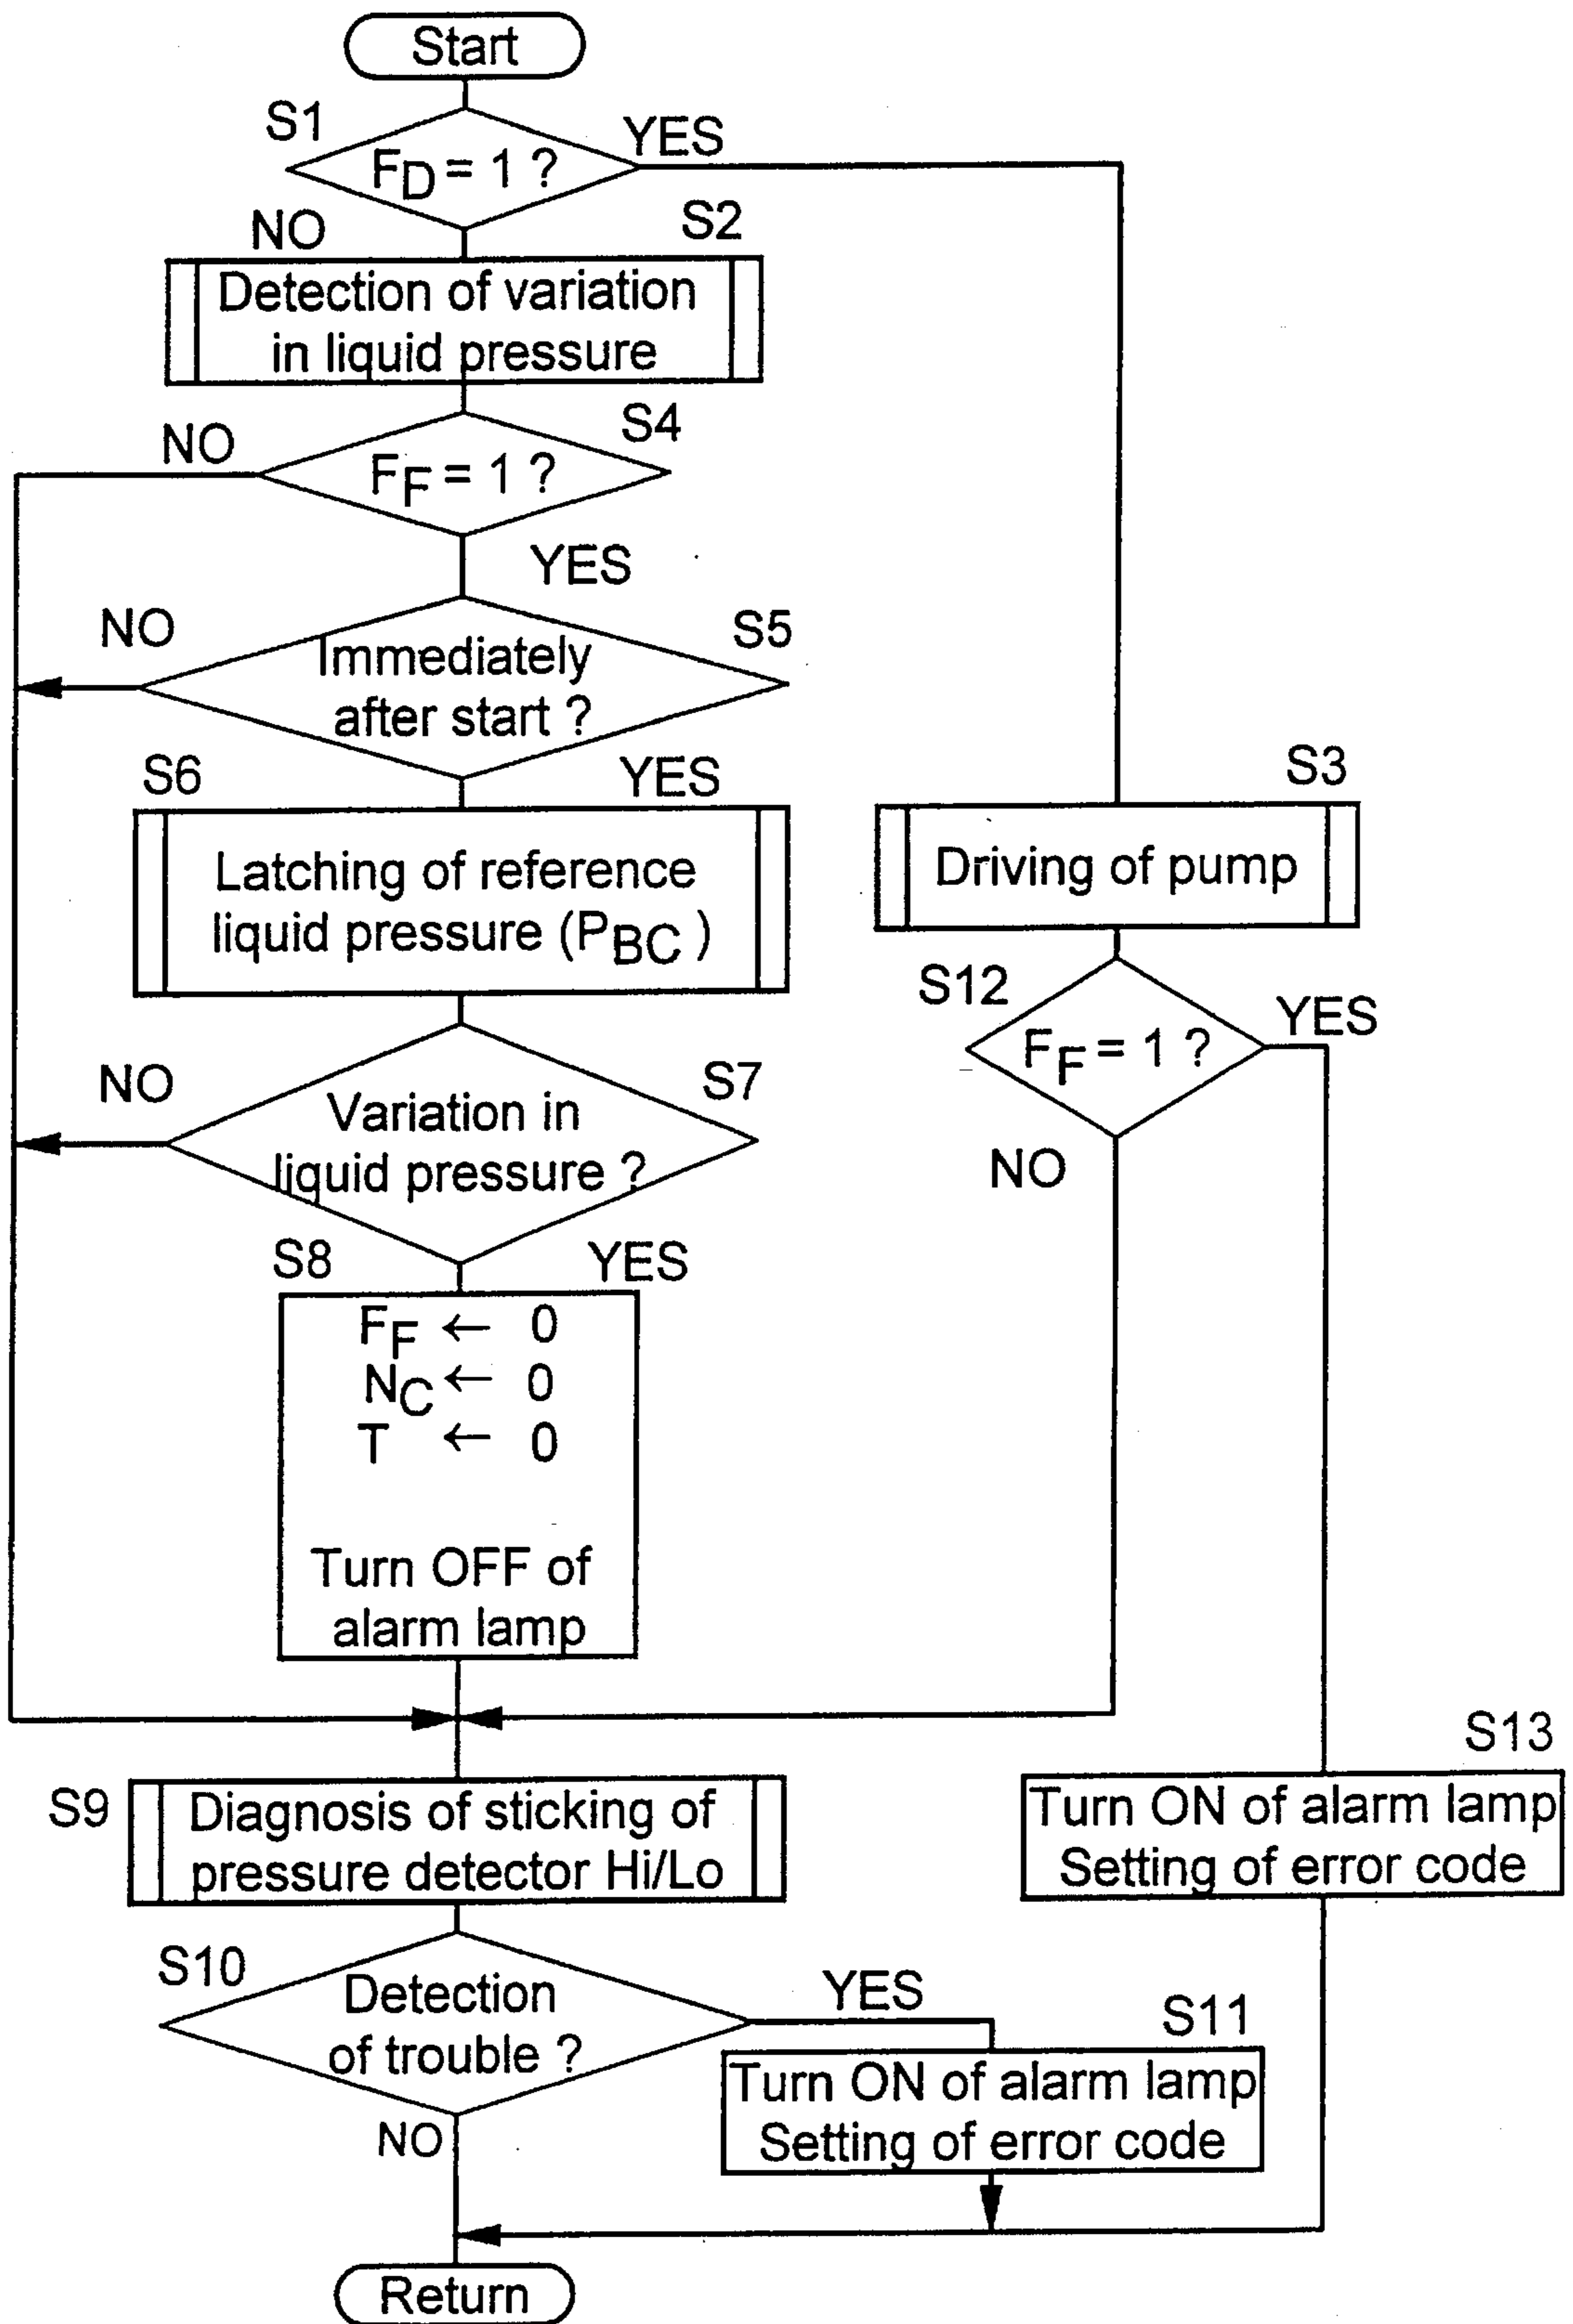 Start
S1
YES
FD = 1 ?
NO
S2
Detection of variation
in liquid pressure
NO
S4
FF = 1 ?
YES
NO
S5
Immediately
after start ?
S6
YES
Latching of reference
liquid pressure (PBC )
S3
Driving of pump
S12
YES
FF = 1 ?
NO
NO
S7
Variation in
liquid pressure ?
S8
YES
FF ← 0
NC ← 0
T ← 0
Turn OFF of
alarm lamp
S13
Turn ON of alarm lamp
Setting of error code
S9
Diagnosis of sticking of
pressure detector Hi/Lo
S10
Detection
of trouble ?
YES
S11
Turn ON of alarm lamp
Setting of error code
NO
Return